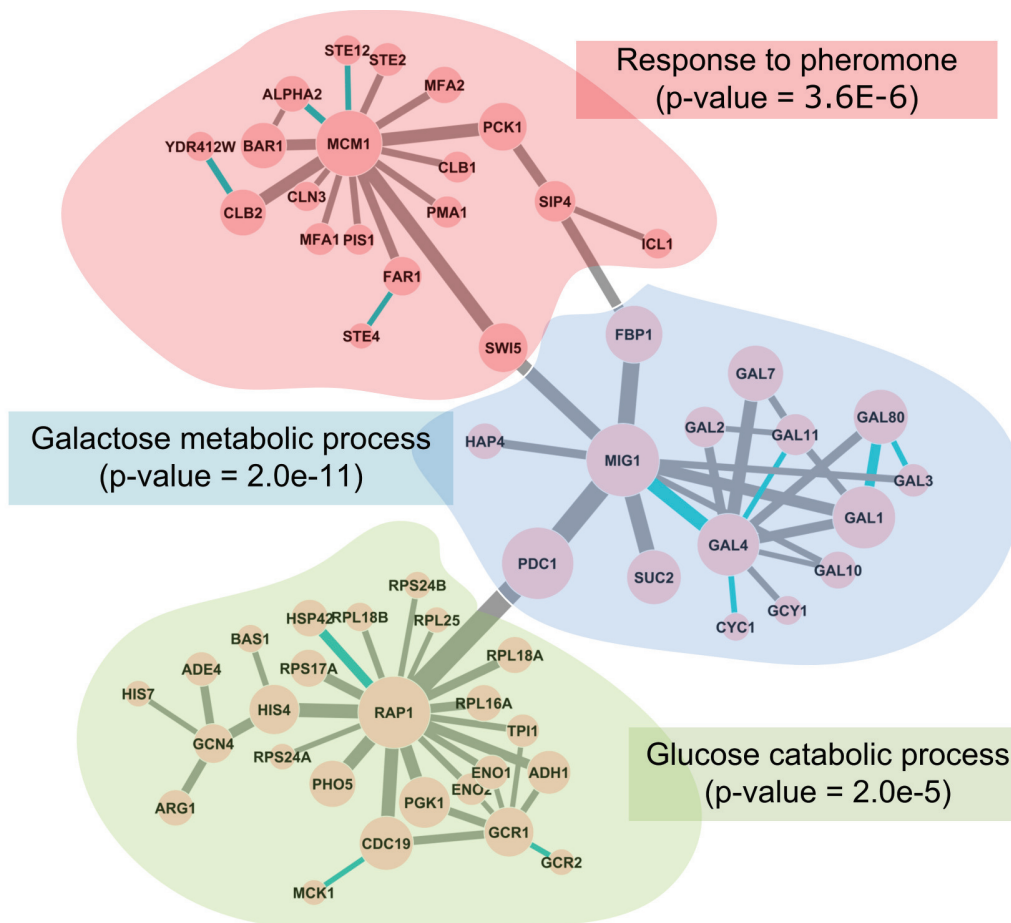 Response to pheromone
(p-value = 3.6E-6)
STE12
STE2
MFA2
ALPHA2
PCK1
YDR412W
BAR1
MCM1
CLB1
CLN3
SIP4
CLB2
PMA1
MFA1
PIS1
ICL1
FAR1
STE4
SWI5
FBP1
GAL7
GAL80
GAL2
GAL11
Galactose metabolic process
(p-value = 2.0e-11)
HAP4
MIG1
GAL3
GAL1
GAL4
PDC1
SUC2
GAL10
GCY1
CYC1
RPS24B
HSP42
RPL18B
RPL25
BAS1
RPL18A
ADE4
RPS17A
HIS7
RPL16A
HIS4
RAP1
TPI1
GCN4
RPS24A
ENO1
ADH1
PHO5
ENO2
ARG1
PGK1
GCR1
CDC19
GCR2
MCK1
Glucose catabolic process
(p-value = 2.0e-5)